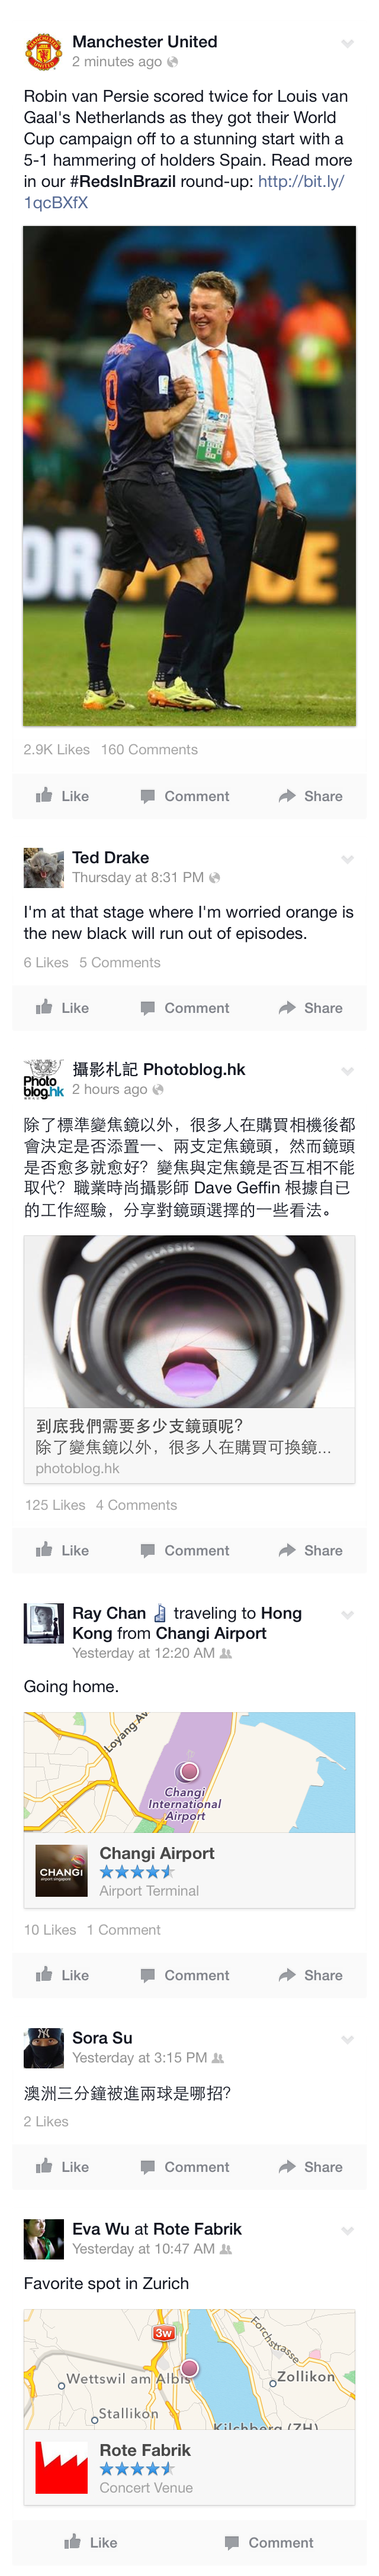 Manchester United
2 minutes ago
Robin van Persie scored twice for Louis van
Gaal's Netherlands as they got their World
Cup campaign off to a stunning start with a
5-1 hammering of holders Spain. Read more
in our #RedsInBrazil round-up: http://bit.ly/
1qcBXfX
9
2.9K Likes 160 Comments
Like Comment Share
Ted Drake
Thursday at 8:31 PM
I'm at that stage where I'm worried orange is
the new black will run out of episodes.
6 Likes 5 Comments
Like Comment Share
Photo
blog.hk
攝影札記 Photoblog.hk
2 hours ago
除了標準變焦鏡以外，很多人在購買相機後都
會決定是否添置一、兩支定焦鏡頭，然而鏡頭
是否愈多就愈好？變焦與定焦鏡是否互相不能
取代？職業時尚攝影師 Dave Geffin 根據自已
的工作經驗，分享對鏡頭選擇的一些看法。
CLASSIC
到底我們需要多少支鏡頭呢？
除了變焦鏡以外，很多人在購買可換鏡...
photoblog.hk
125 Likes 4 Comments
Like Comment Share
Ray Chan traveling to Hong
Kong from Changi Airport
Yesterday at 12:20 AM
Going home.
Loyang Av
Changi
International
Airport
CHANGI
airport singapore
Changi Airport
Airport Terminal
10 Likes 1 Comment
Like Comment Share
Sora Su
Yesterday at 3:15 PM
澳洲三分鐘被進兩球是哪招?
2 Likes
Like Comment Share
Eva Wu at Rote Fabrik
Yesterday at 10:47 AM
Favorite spot in Zurich
3w
Forchstrasse
Wettswil am Albis
Zollikon
Stallikon
Kilchberg (ZH)
Rote Fabrik
Concert Venue
Like Comment